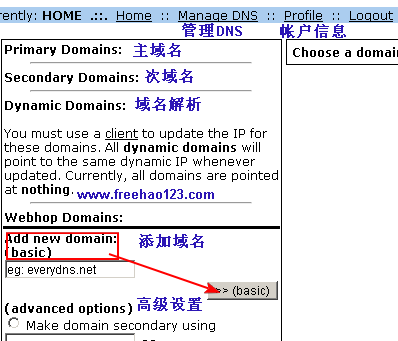 rently: HOME .::. Home :: Manage DNS :: Profile :: Logout
管理DNS 帐户信息
Primary Domains: 主域名
Choose a domai
Secondary Domains: 次域名
Dynamic Domains: 域名解析
You must use a client to update the IP for
these domains. All dynamic domains will
point to the same dynamic IP whenever
updated. Currently, all domains are pointed
at nothing. www.freehao123.com
Webhop Domains:
Add new domain: 添加域名
(basic)
eg: everydns.net
>> (basic)
(advanced options) 高级设置
Make domain secondary using